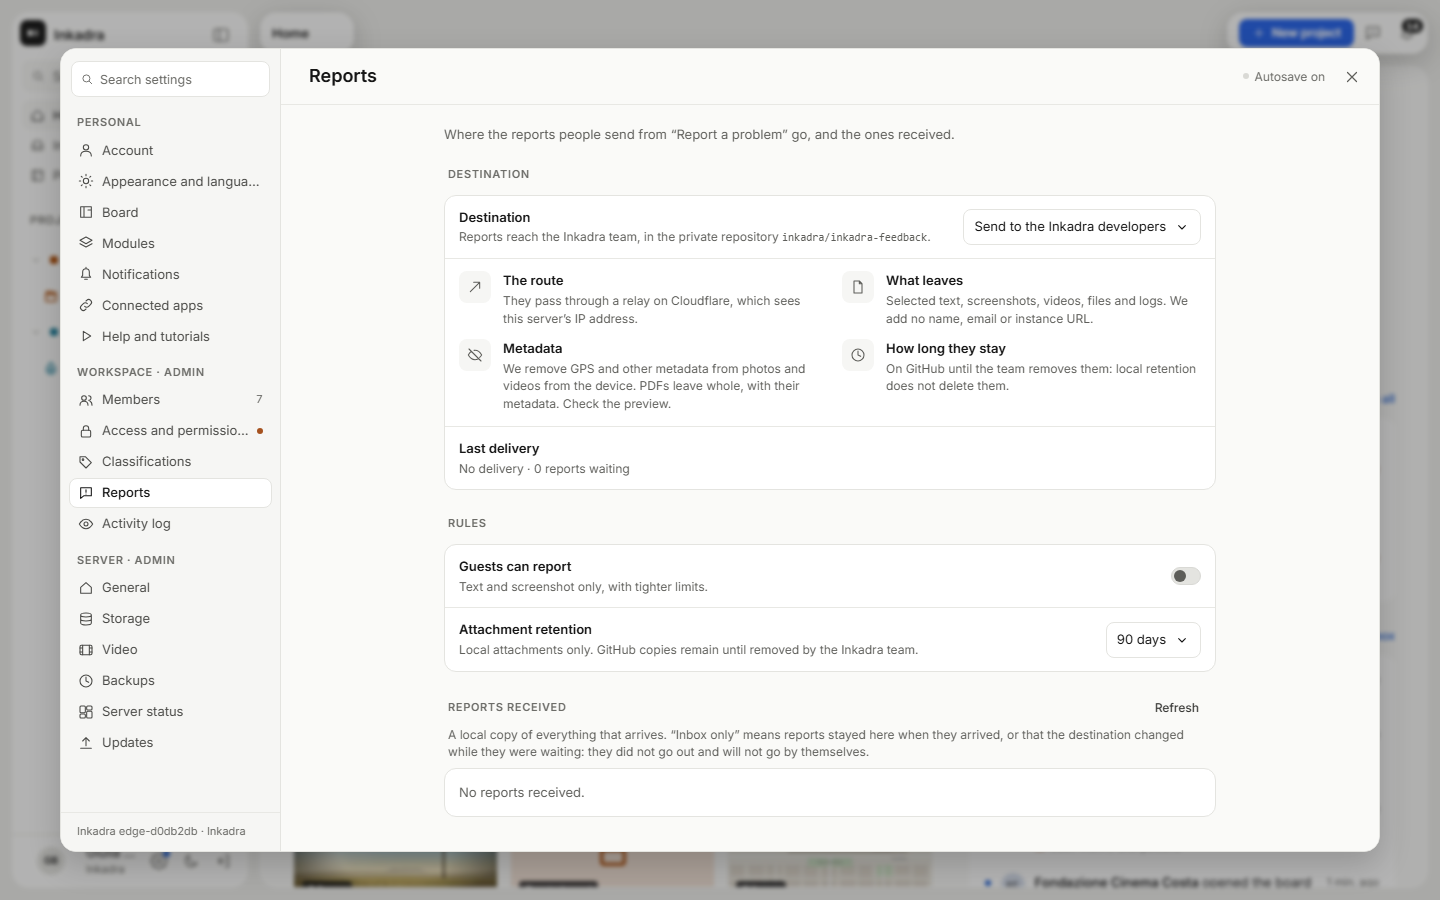 Inkadra
Home
New project
Search settings
Reports
Autosave on
PERSONAL
Account
Appearance and langua...
Board
Modules
Notifications
Connected apps
Help and tutorials
WORKSPACE · ADMIN
Members 7
Access and permissio...
Classifications
Reports
Activity log
SERVER · ADMIN
General
Storage
Video
Backups
Server status
Updates
Inkadra edge-d0db2db · Inkadra
Where the reports people send from “Report a problem” go, and the ones received.
DESTINATION
Destination
Reports reach the Inkadra team, in the private repository inkadra/inkadra-feedback.
Send to the Inkadra developers
The route
They pass through a relay on Cloudflare, which sees
this server’s IP address.
What leaves
Selected text, screenshots, videos, files and logs. We
add no name, email or instance URL.
Metadata
We remove GPS and other metadata from photos and
videos from the device. PDFs leave whole, with their
metadata. Check the preview.
How long they stay
On GitHub until the team removes them: local retention
does not delete them.
Last delivery
No delivery · 0 reports waiting
RULES
Guests can report
Text and screenshot only, with tighter limits.
Attachment retention
Local attachments only. GitHub copies remain until removed by the Inkadra team.
90 days
REPORTS RECEIVED
Refresh
A local copy of everything that arrives. “Inbox only” means reports stayed here when they arrived, or that the destination changed
while they were waiting: they did not go out and will not go by themselves.
No reports received.
Fondazione Cinema Costa opened the board